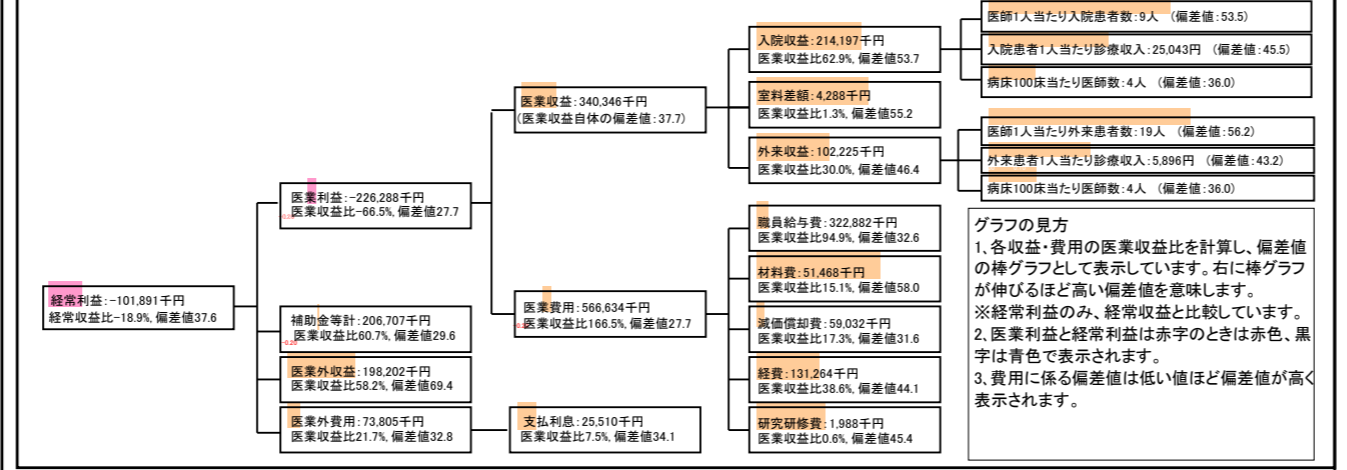 経常利益:-101,891千円
経常収比-18.9%, 偏差値37.6
医業利益:-226,288千円
医業収益比-66.5%, 偏差値27.7
補助金等計:206,707千円
医業収益比60.7%, 偏差値29.6
医業外収益:198,202千円
医業収益比58.2%, 偏差値69.4
医業外費用:73,805千円
医業収益比21.7%, 偏差値32.8
支払利息:25,510千円
医業収益比7.5%, 偏差値34.1
医業収益:340,346千円
(医業収益自体の偏差値:37.7)
医業費用:566,634千円
医業収益比166.5%, 偏差値27.7
入院収益:214,197千円
医業収益比62.9%, 偏差値53.7
室料差額:4,288千円
医業収益比1.3%, 偏差値55.2
外来収益:102,225千円
医業収益比30.0%, 偏差値46.4
職員給与費:322,882千円
医業収益比94.9%, 偏差値32.6
材料費:51,468千円
医業収益比15.1%, 偏差値58.0
減価償却費:59,032千円
医業収益比17.3%, 偏差値31.6
経費:131,264千円
医業収益比38.6%, 偏差値44.1
研究研修費:1,988千円
医業収益比0.6%, 偏差値45.4
医師1人当たり入院患者数:9人 (偏差値:53.5)
入院患者1人当たり診療収入:25,043円 (偏差値:45.5)
病床100床当たり医師数:4人 (偏差値:36.0)
医師1人当たり外来患者数:19人 (偏差値:56.2)
外来患者1人当たり診療収入:5,896円 (偏差値:43.2)
病床100床当たり医師数:4人 (偏差値:36.0)
グラフの見方
1、各収益・費用の医業収益比を計算し、偏差値
の棒グラフとして表示しています。右に棒グラフ
が伸びるほど高い偏差値を意味します。
※経常利益のみ、経常収益と比較しています。
2、医業利益と経常利益は赤字のときは赤色、黒
字は青色で表示されます。
3、費用に係る偏差値は低い値ほど偏差値が高く
表示されます。